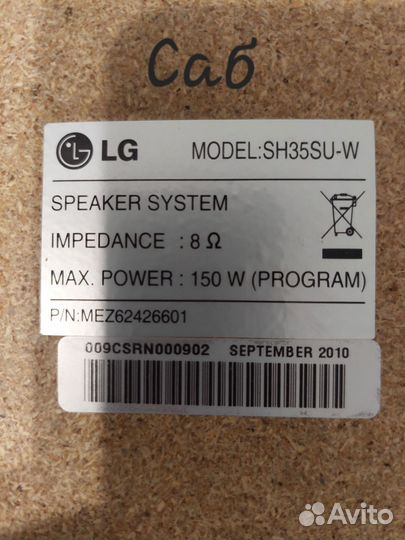 Саб
LG MODEL:SH35SU-W
SPEAKER SYSTEM
IMPEDANCE : 8 Ω
MAX. POWER : 150 W (PROGRAM)
P/N:MEZ62426601
009CSRN000902 SEPTEMBER 2010
Avito